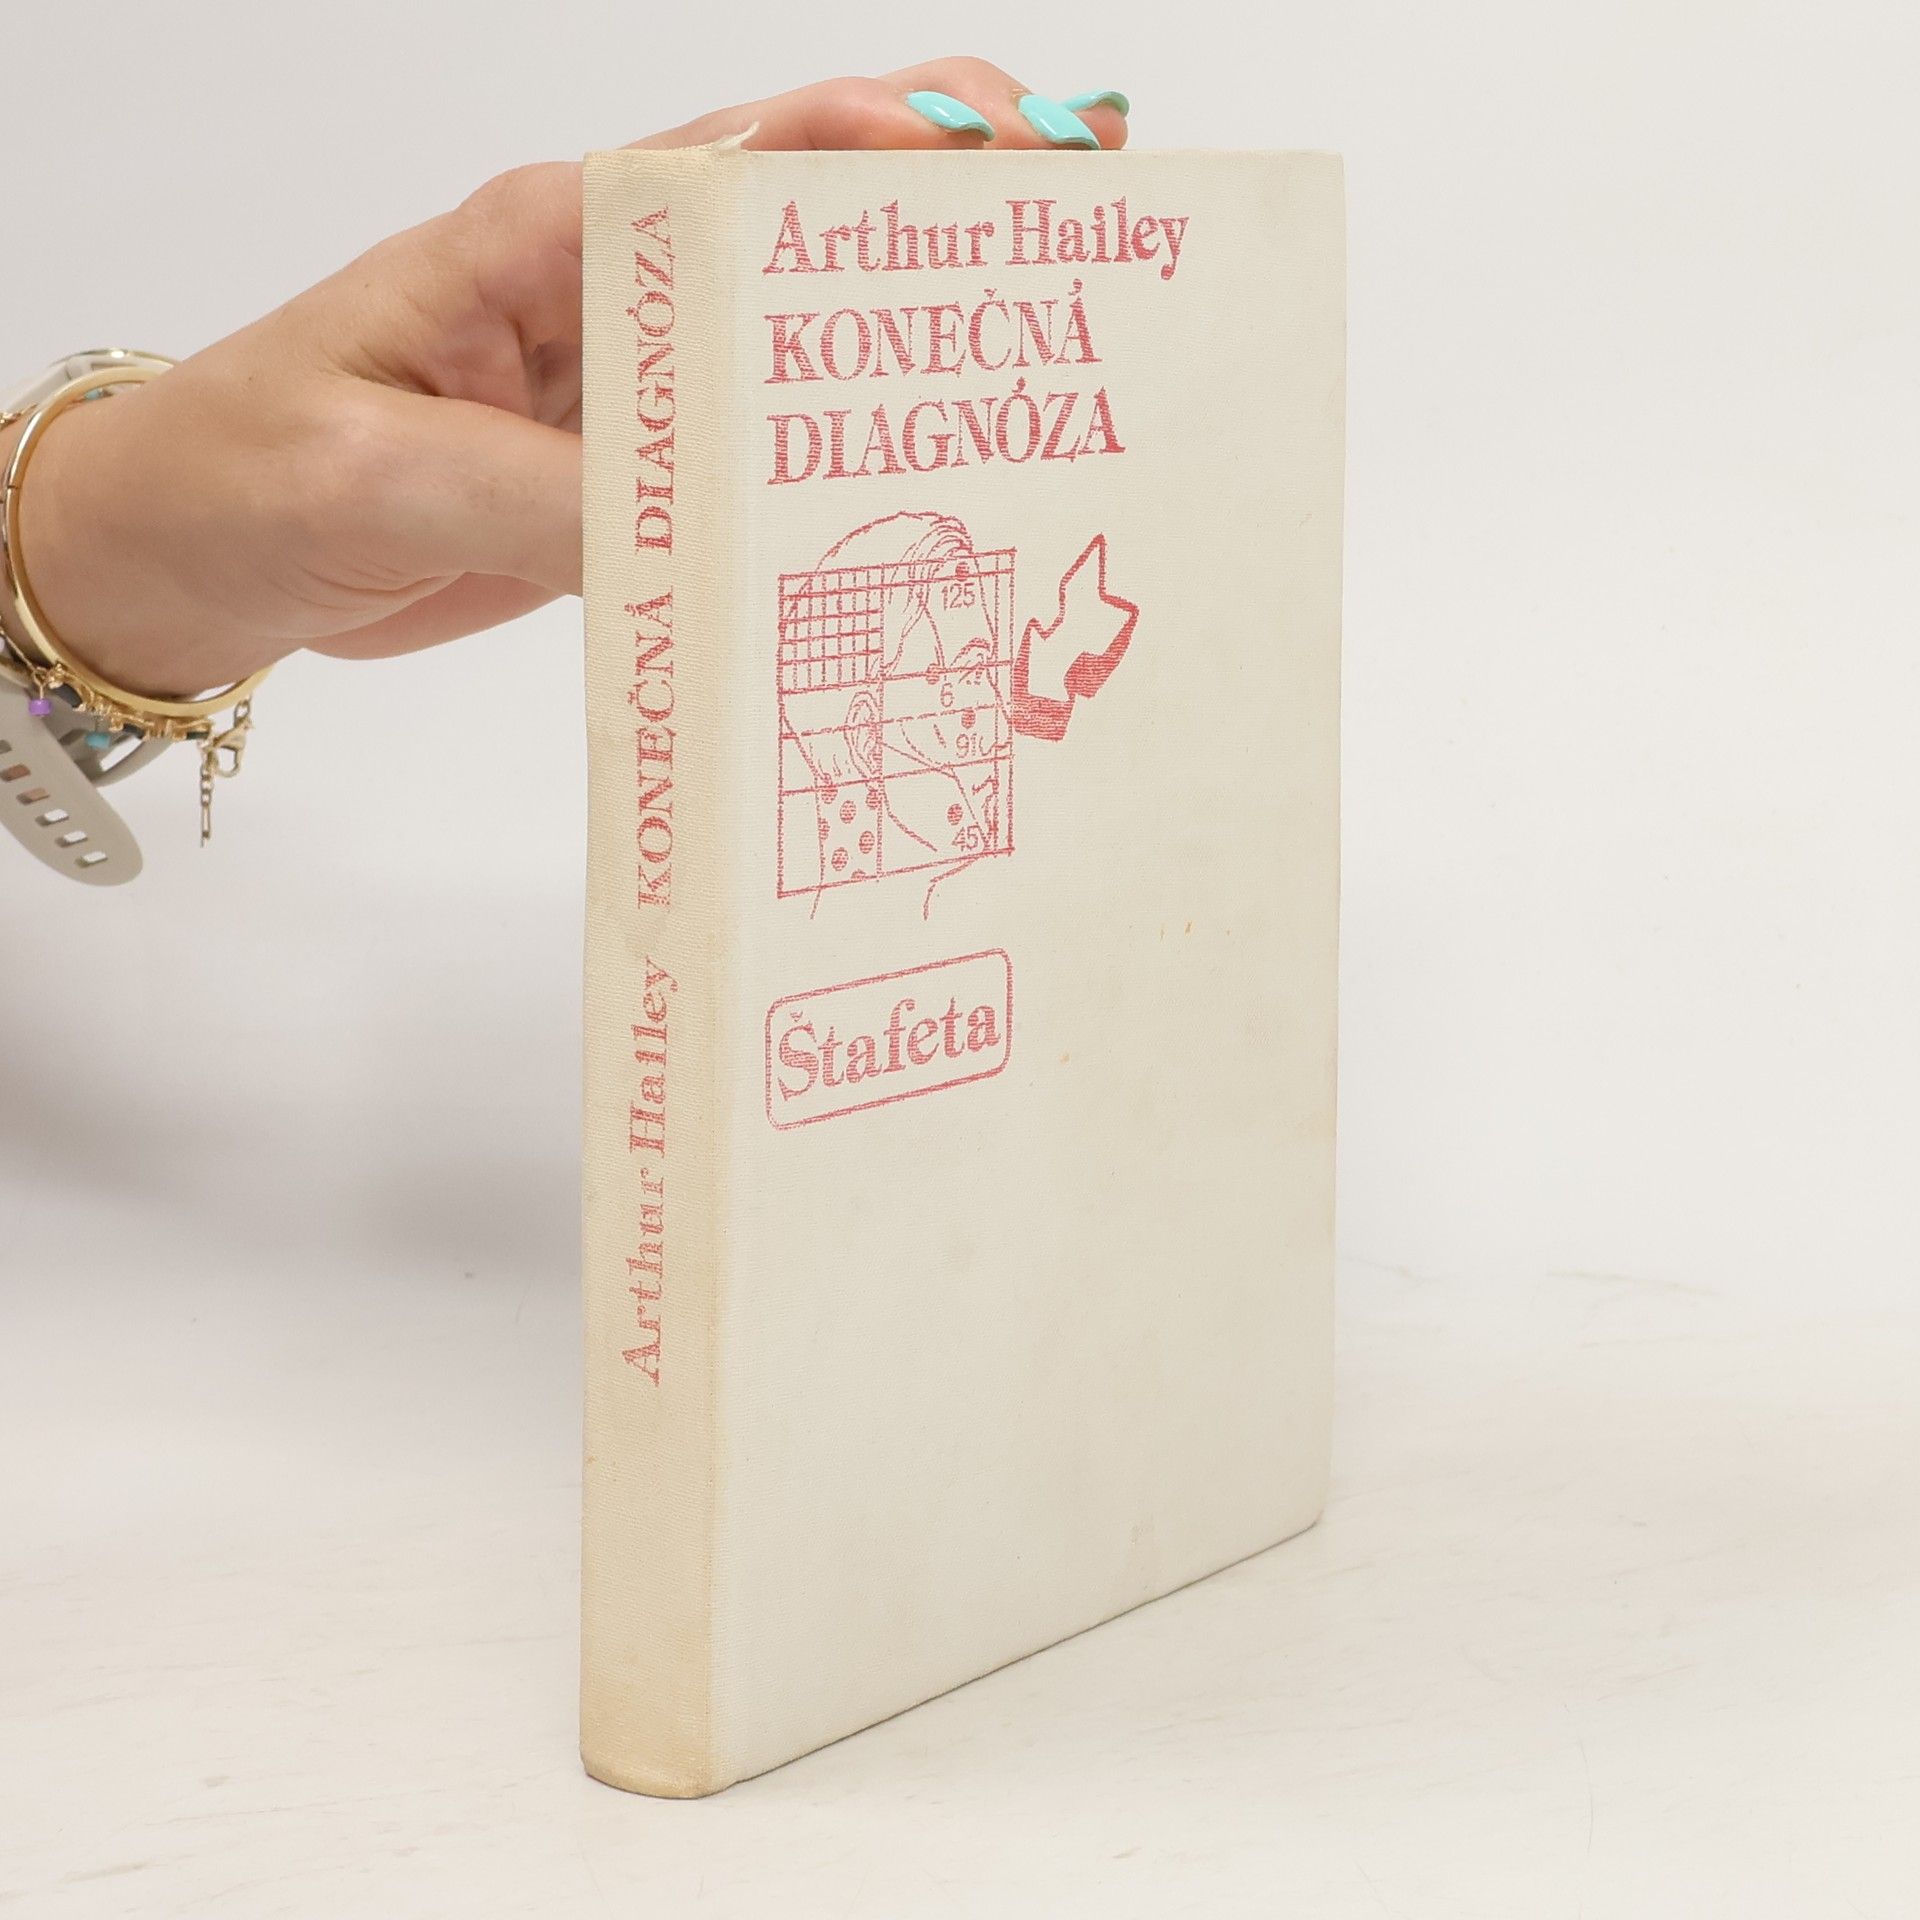 Arthur Hailey
KONEČNÁ
DIAGNÓZA
125
6
91
45
Štafeta
Arthur Hailey KONEČNÁ DIAGNÓZA